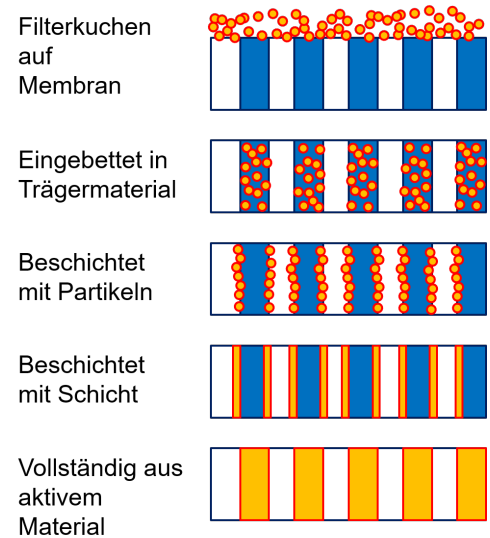 Filterkuchen
auf
Membran
Eingebettet in
Trägermaterial
Beschichtet
mit Partikeln
Beschichtet
mit Schicht
Vollständig aus
aktivem
Material